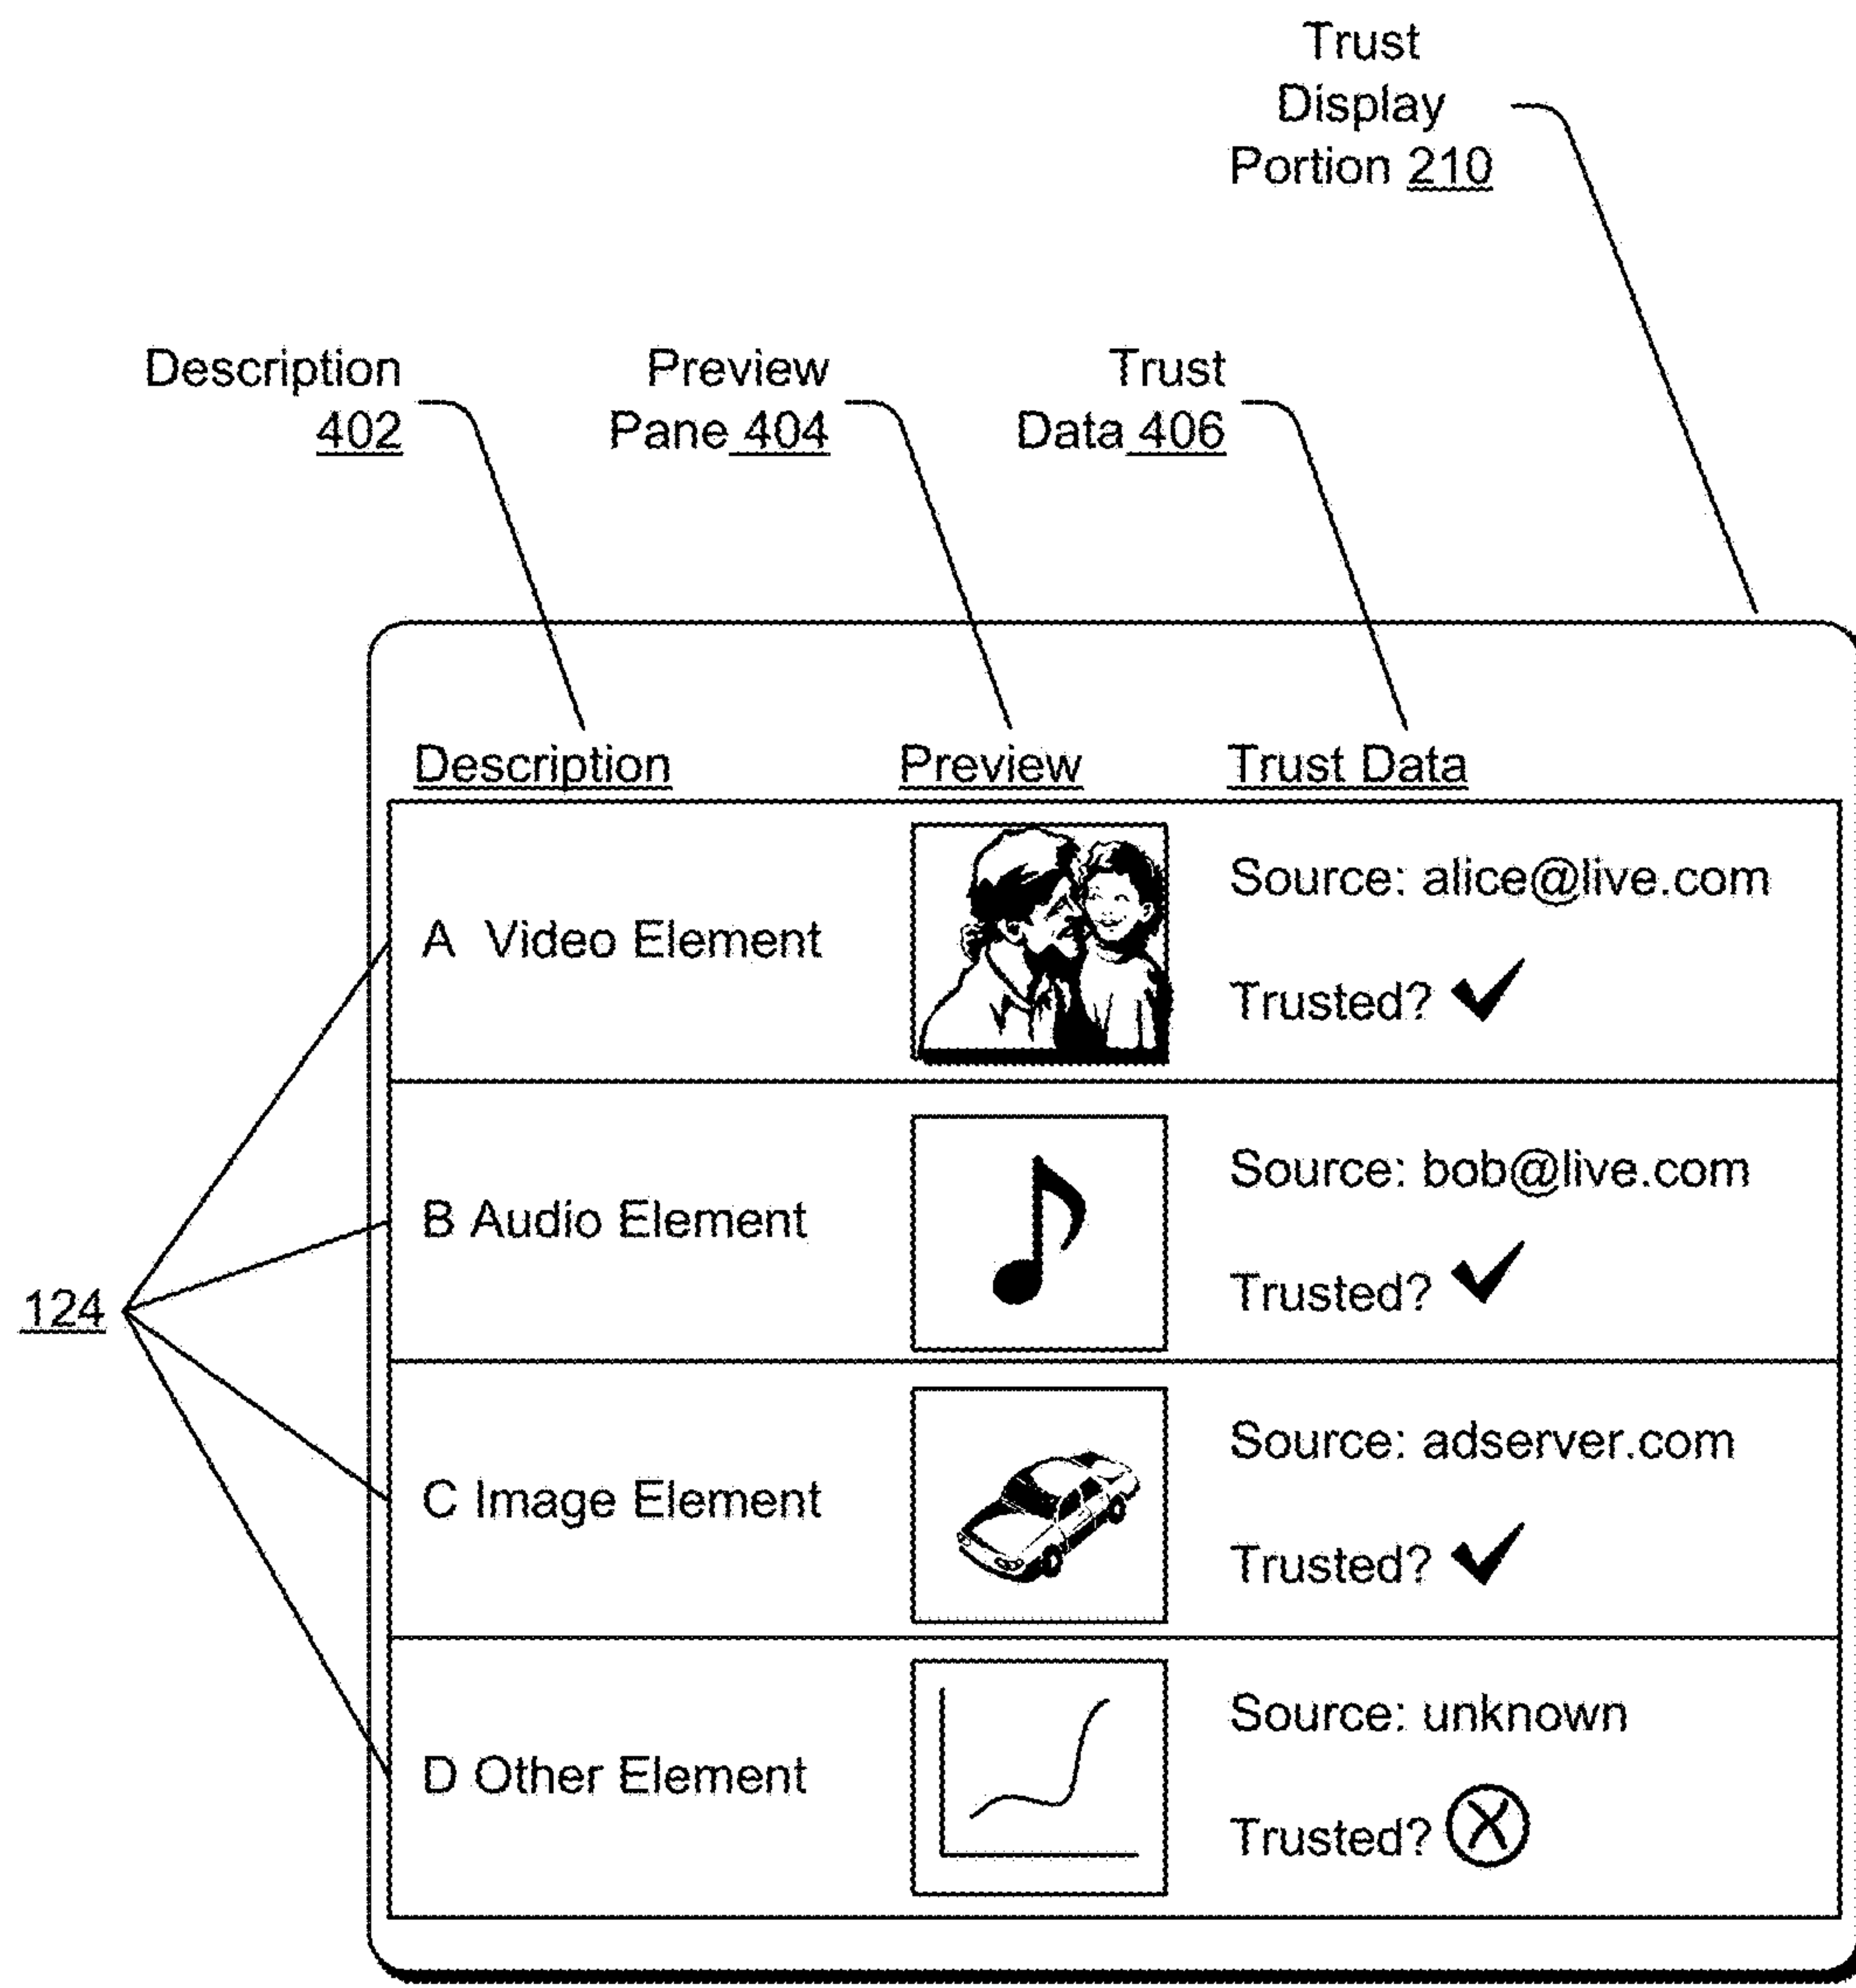 Trust
Display
Portion 210
Description
402
Preview
Pane 404
Trust
Data 406
Description Preview Trust Data
A Video Element
Source: alice@live.com
Trusted?
B Audio Element
Source: bob@live.com
Trusted?
124
C Image Element
Source: adserver.com
Trusted?
D Other Element
Source: unknown
Trusted?